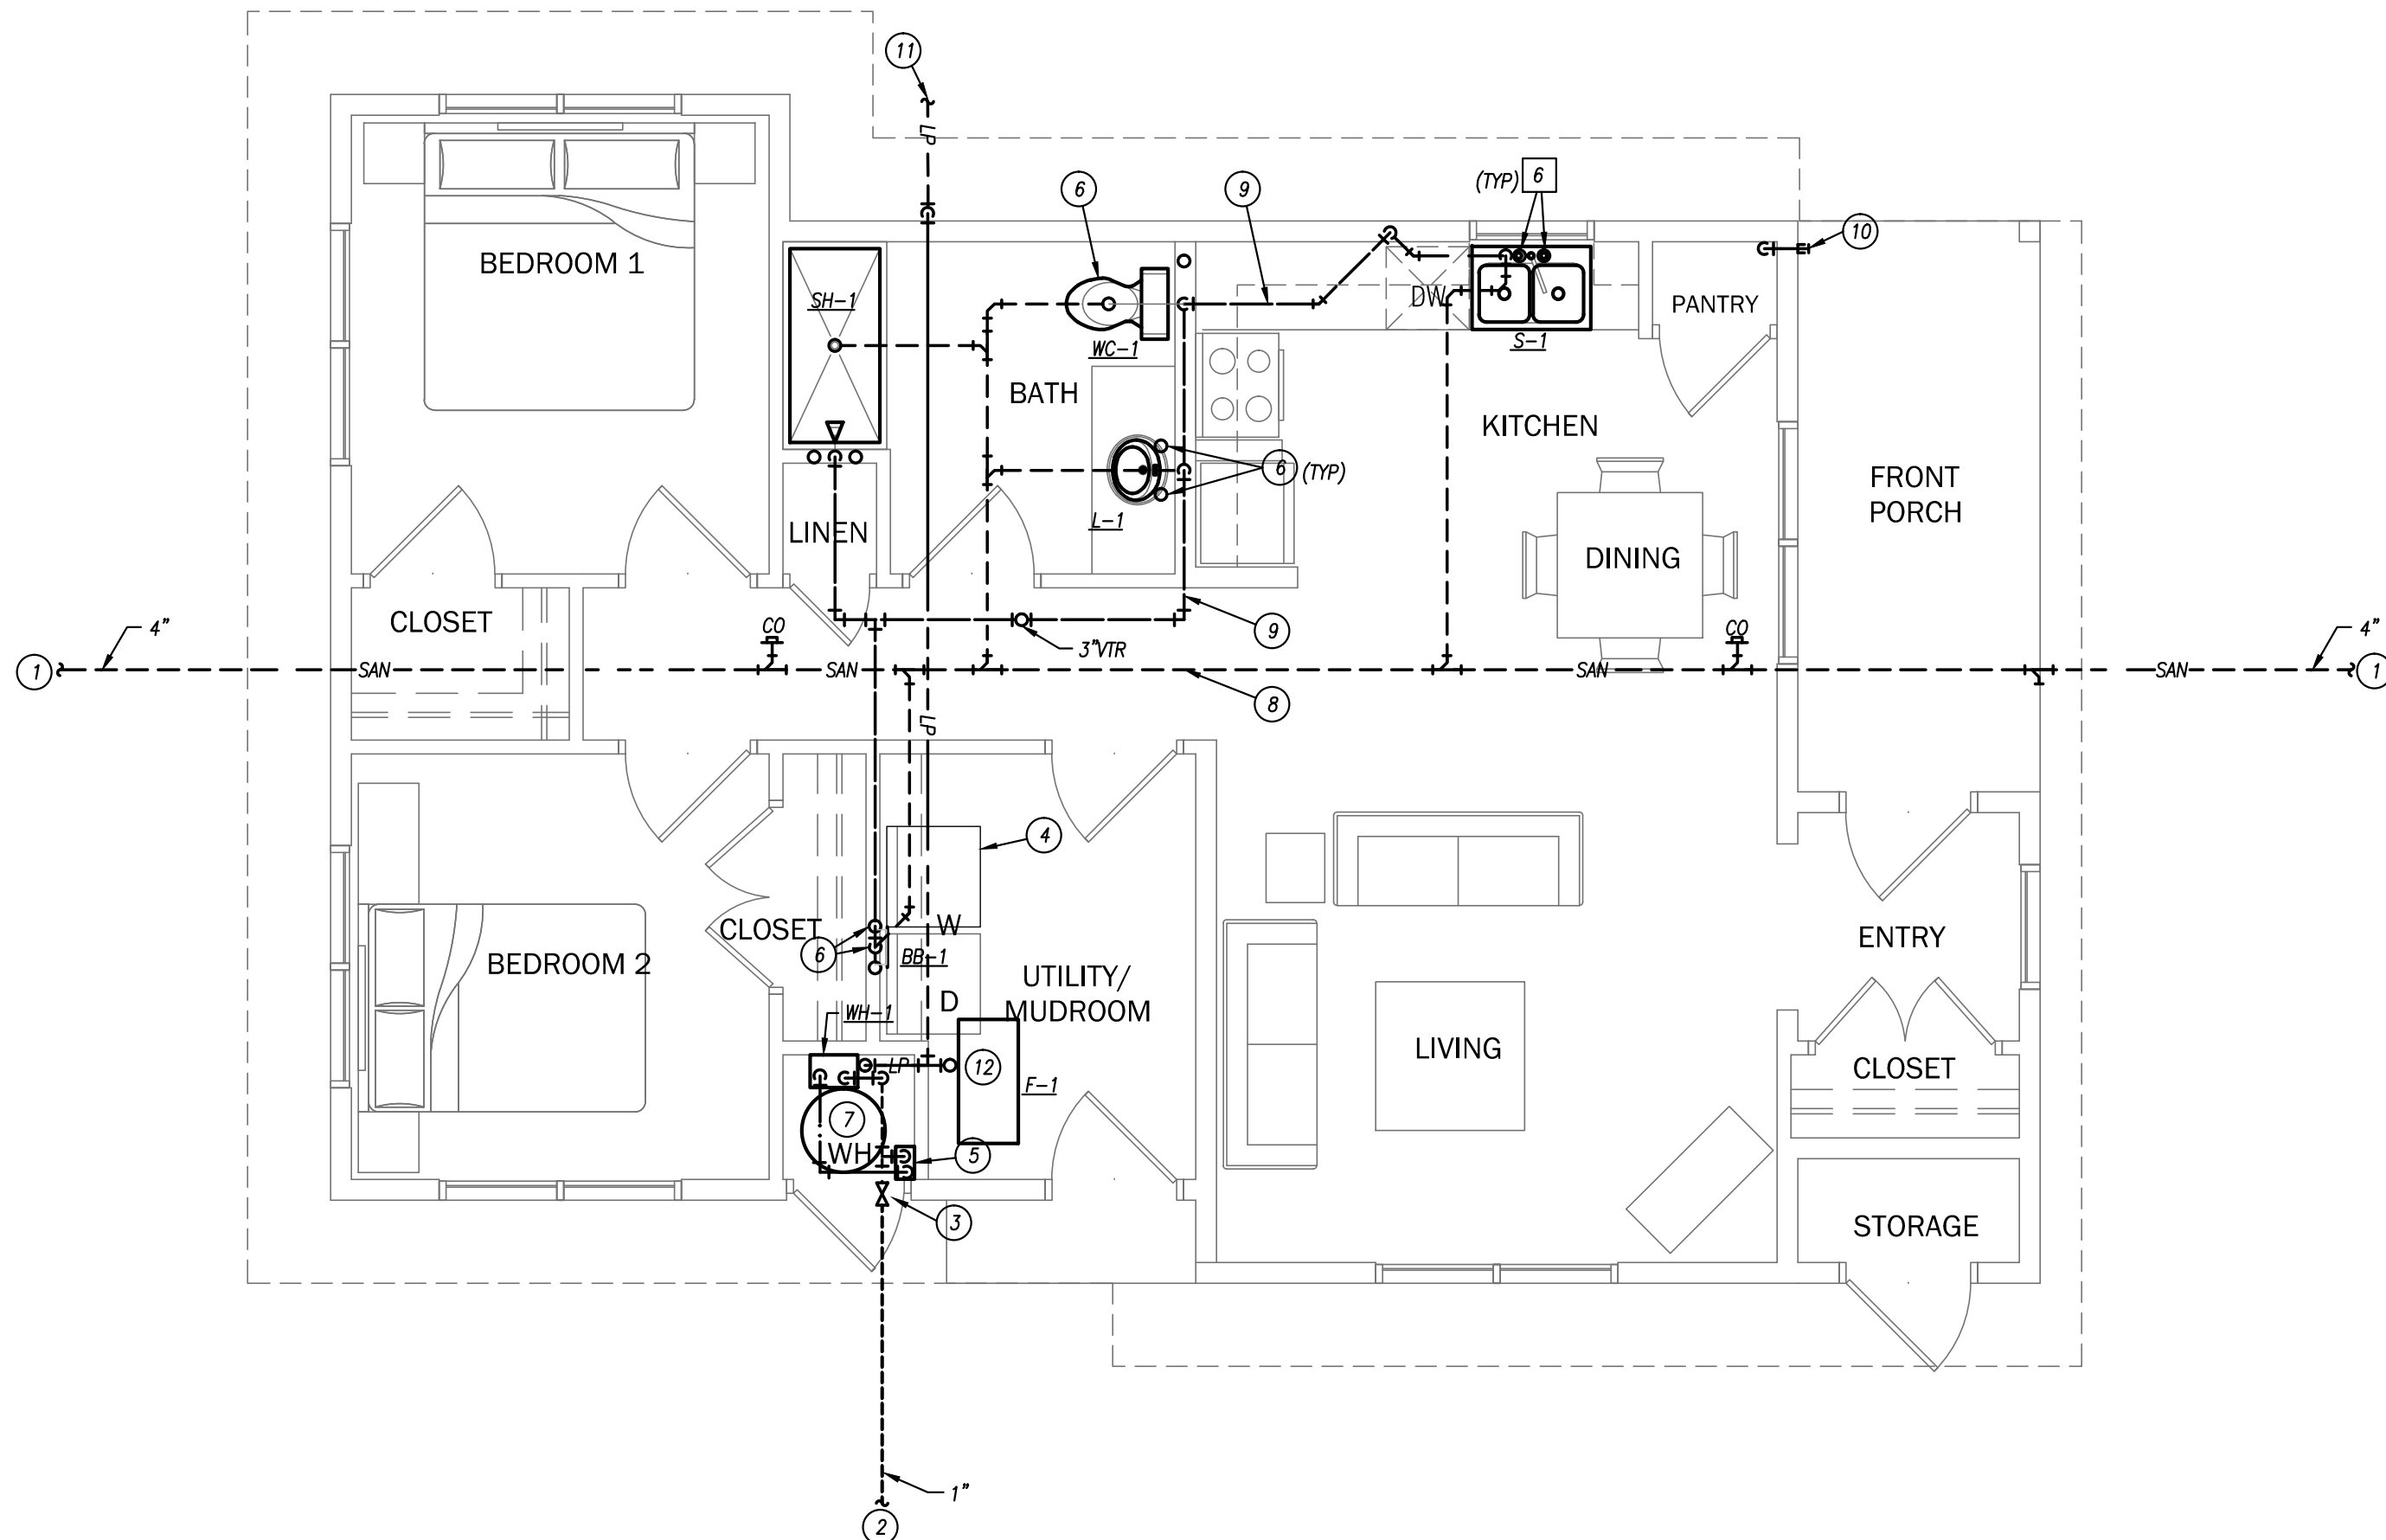 11
LP
6
9
(TYP) 6
10
BEDROOM 1
SH-1
DW
PANTRY
WC-1
S-1
BATH
KITCHEN
6 (TYP)
FRONT
PORCH
L-1
LINEN
DINING
CLOSET
CO
9
CO
4"
3"VTR
4"
1
SAN
SAN
SAN
SAN
1
8
LP
4
CLOSET
W
ENTRY
6
BB-1
BEDROOM 2
UTILITY/
MUDROOM
D
WH-1
LIVING
LP
12
F-1
CLOSET
7
WH
5
3
STORAGE
1"
2